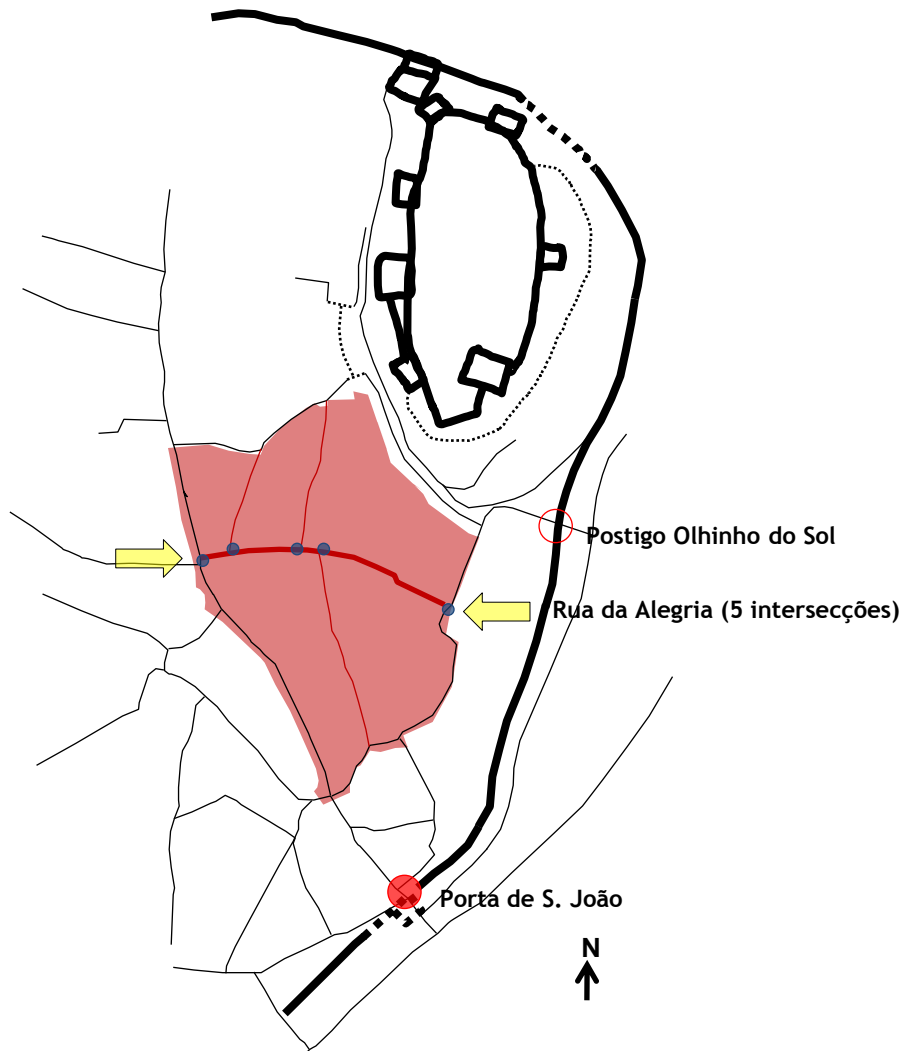 Postigo Olhinho do Sol
Rua da Alegria (5 intersecções)
Porta de S. João
N